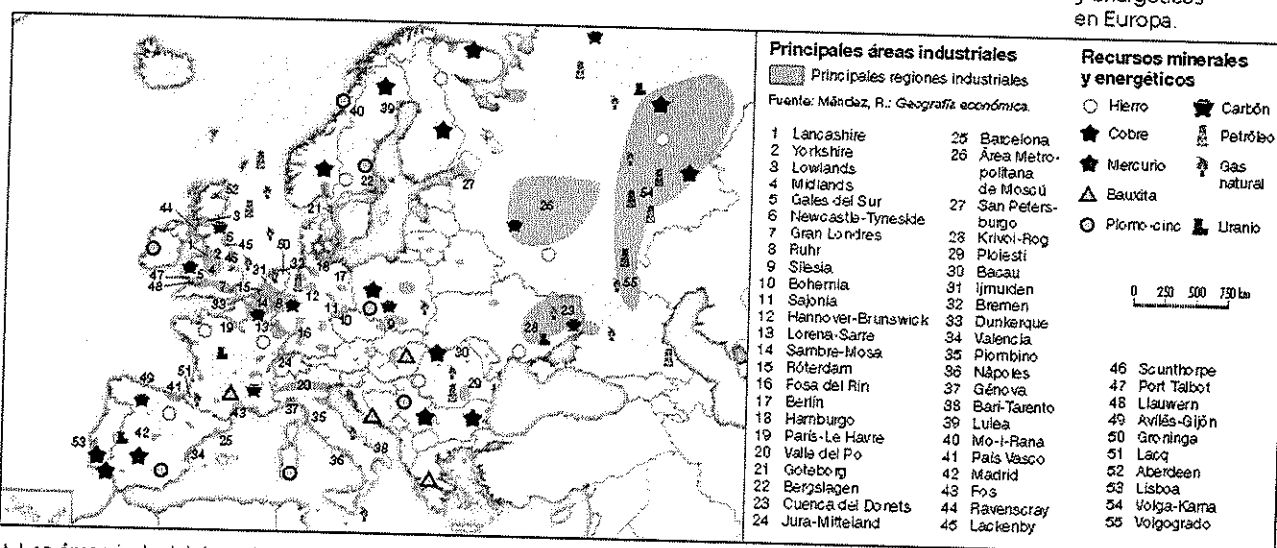 y energéticos
en Europa.
Principales áreas industriales
Principales regiones industriales
Fuente: Méndez, R.: Geografía económica.
1 Lancashire
2 Yorkshire
3 Lowlands
4 Midlands
5 Gales del Sur
6 Newcastle-Tyneside
7 Gran Londres
8 Ruhr
9 Silesia
10 Bohemia
11 Sajonia
12 Hannover-Brunswick
13 Lorena-Sarre
14 Sambre-Mosa
15 Róterdam
16 Fosa del Rin
17 Berlín
18 Hamburgo
19 París-Le Havre
20 Valle del Po
21 Goteborg
22 Bergslagen
23 Cuenca del Donets
24 Jura-Mitteland
25 Barcelona
26 Área Metro-
politana
de Moscú
27 San Peters-
burgo
28 Krivoi-Rog
29 Ploiesti
30 Bacau
31 Ijmuiden
32 Bremen
33 Dunkerque
34 Valencia
35 Piombino
36 Nápoles
37 Génova
38 Bari-Tarento
39 Lulea
40 Mo-i-Rana
41 País Vasco
42 Madrid
43 Fos
44 Ravenscray
45 Lackenby
46 Scunthorpe
47 Port Talbot
48 Llauwern
49 Avilés-Gijón
50 Groninga
51 Lacq
52 Aberdeen
53 Lisboa
54 Volga-Kama
55 Volgogrado
Recursos minerales
y energéticos
Hierro
Cobre
Mercurio
Bauxita
Plomo-cinc
Carbón
Petróleo
Gas
natural
Uranio
0 250 500 750 km